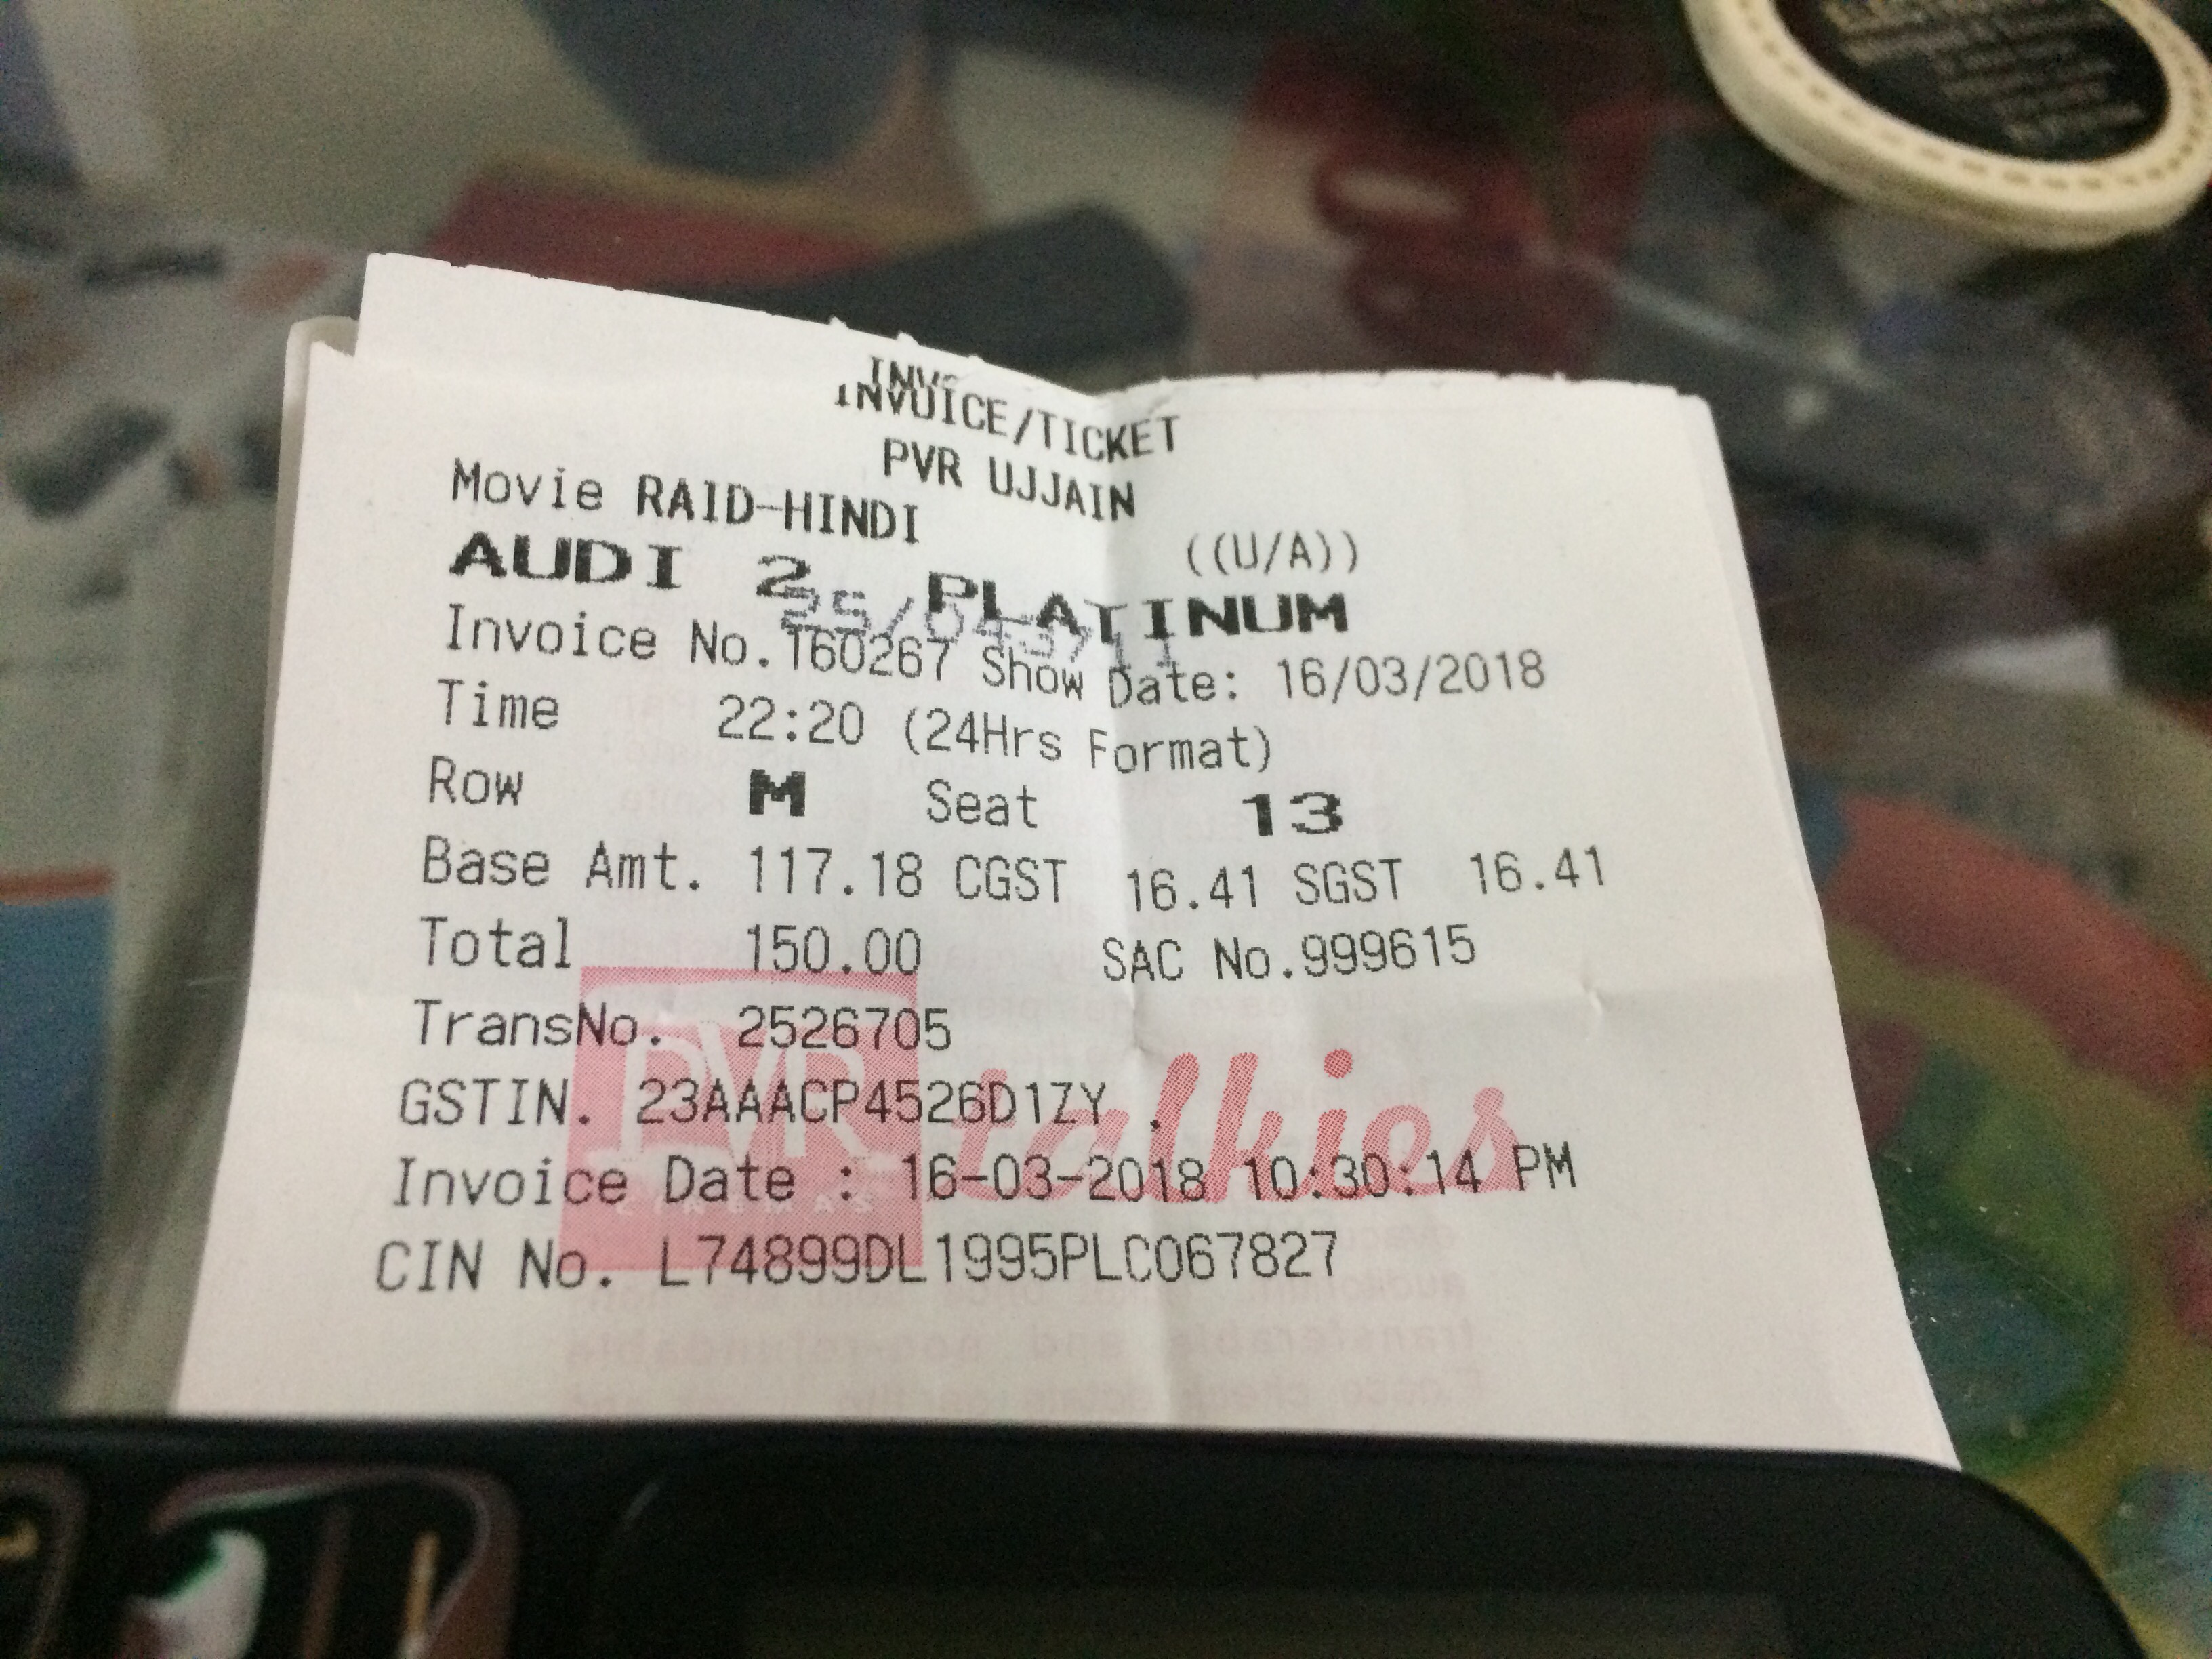 INVOICE/TICKET
PVR UJJAIN
Movie RAID-HINDI ((U/A))
AUDI 2 PLATINUM
Invoice No.160267 Show Date: 16/03/2018
Time 22:20 (24Hrs Format)
Row M Seat 13
Base Amt. 117.18 CGST 16.41 SGST 16.41
Total 150.00 SAC No.999615
TransNo. 2526705
GSTIN. 23AAACP4526D1ZY .
PVR talkies
Invoice Date : 16-03-2018 10:30:14 PM
CIN No. L74899DL1995PLC067827